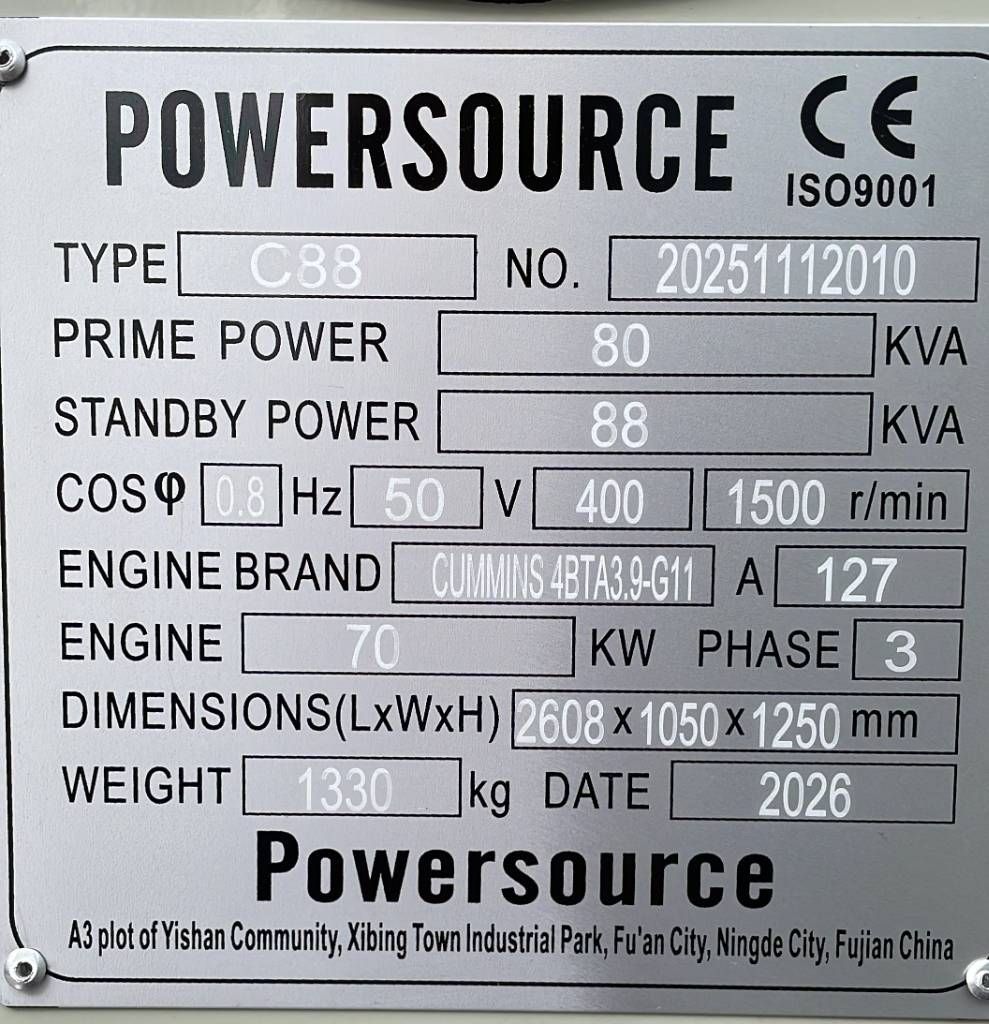 POWERSOURCE CE
ISO9001
TYPE C88 NO. 20251112010
PRIME POWER 80 KVA
STANDBY POWER 88 KVA
COSφ 0.8 Hz 50 V 400 1500 r/min
ENGINE BRAND CUMMINS 4BTA3.9-G11 A 127
ENGINE 70 KW PHASE 3
DIMENSIONS(LxWxH) 2608 x 1050 x 1250 mm
WEIGHT 1330 kg DATE 2026
Powersource
A3 plot of Yishan Community, Xibing Town Industrial Park, Fu'an City, Ningde City, Fujian China